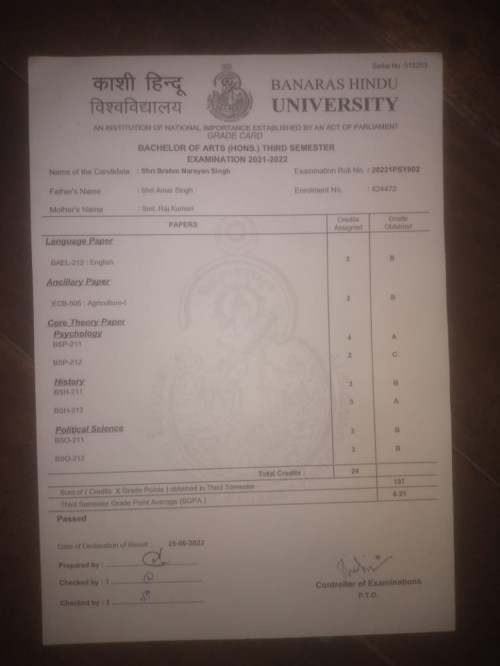 Serial No 015253
काशी हिन्दू
विश्वविद्यालय
BANARAS HINDU
UNIVERSITY
AN INSTITUTION OF NATIONAL IMPORTANCE ESTABLISHED BY AN ACT OF PARLIAMENT
GRADE CARD
BACHELOR OF ARTS (HONS.) THIRD SEMESTER
EXAMINATION 2021-2022
Name of the Candidate : Shri Brahm Narayan Singh Examination Roll No. : 20221PSY002
Father's Name : Shri Amar Singh Enrolment No. : 424472
Mother's Name : Smt. Raj Kumari
PAPERS Credits Assigned Grade Obtained
Language Paper
BAEL-212 : English 3 B
Ancillary Paper
ECB-505 : Agriculture-I 2 B
Core Theory Paper
Psychology
BSP-211 4 A
BSP-212 C
History
BSH-211 3 B
BSH-212 A
Political Science
BSO-211 3 B
BSO-212 3 B
Total Credits : 24
Sum of ( Credits X Grade Points ) obtained in Third Semester : 197
Third Semester Grade Point Average (SGPA ) 8.21
Passed
Date of Declaration of Result : 25-06-2022
Prepared by :
Checked by : 1
Checked by : 2
Controller of Examinations
P.T.O.